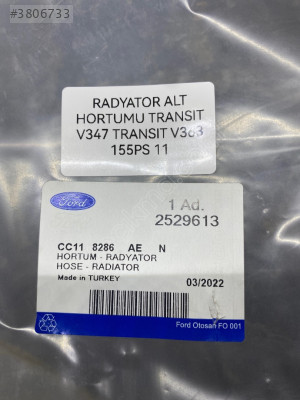 #3806733
RADYATOR ALT
HORTUMU TRANSIT
V347 TRANSIT V363
155PS 11
Ford
1 Ad.
2529613
CC11 8286 AE N
HORTUM - RADYATOR
HOSE - RADIATOR
Made in TURKEY
03/2022
Ford Otosan FO 001